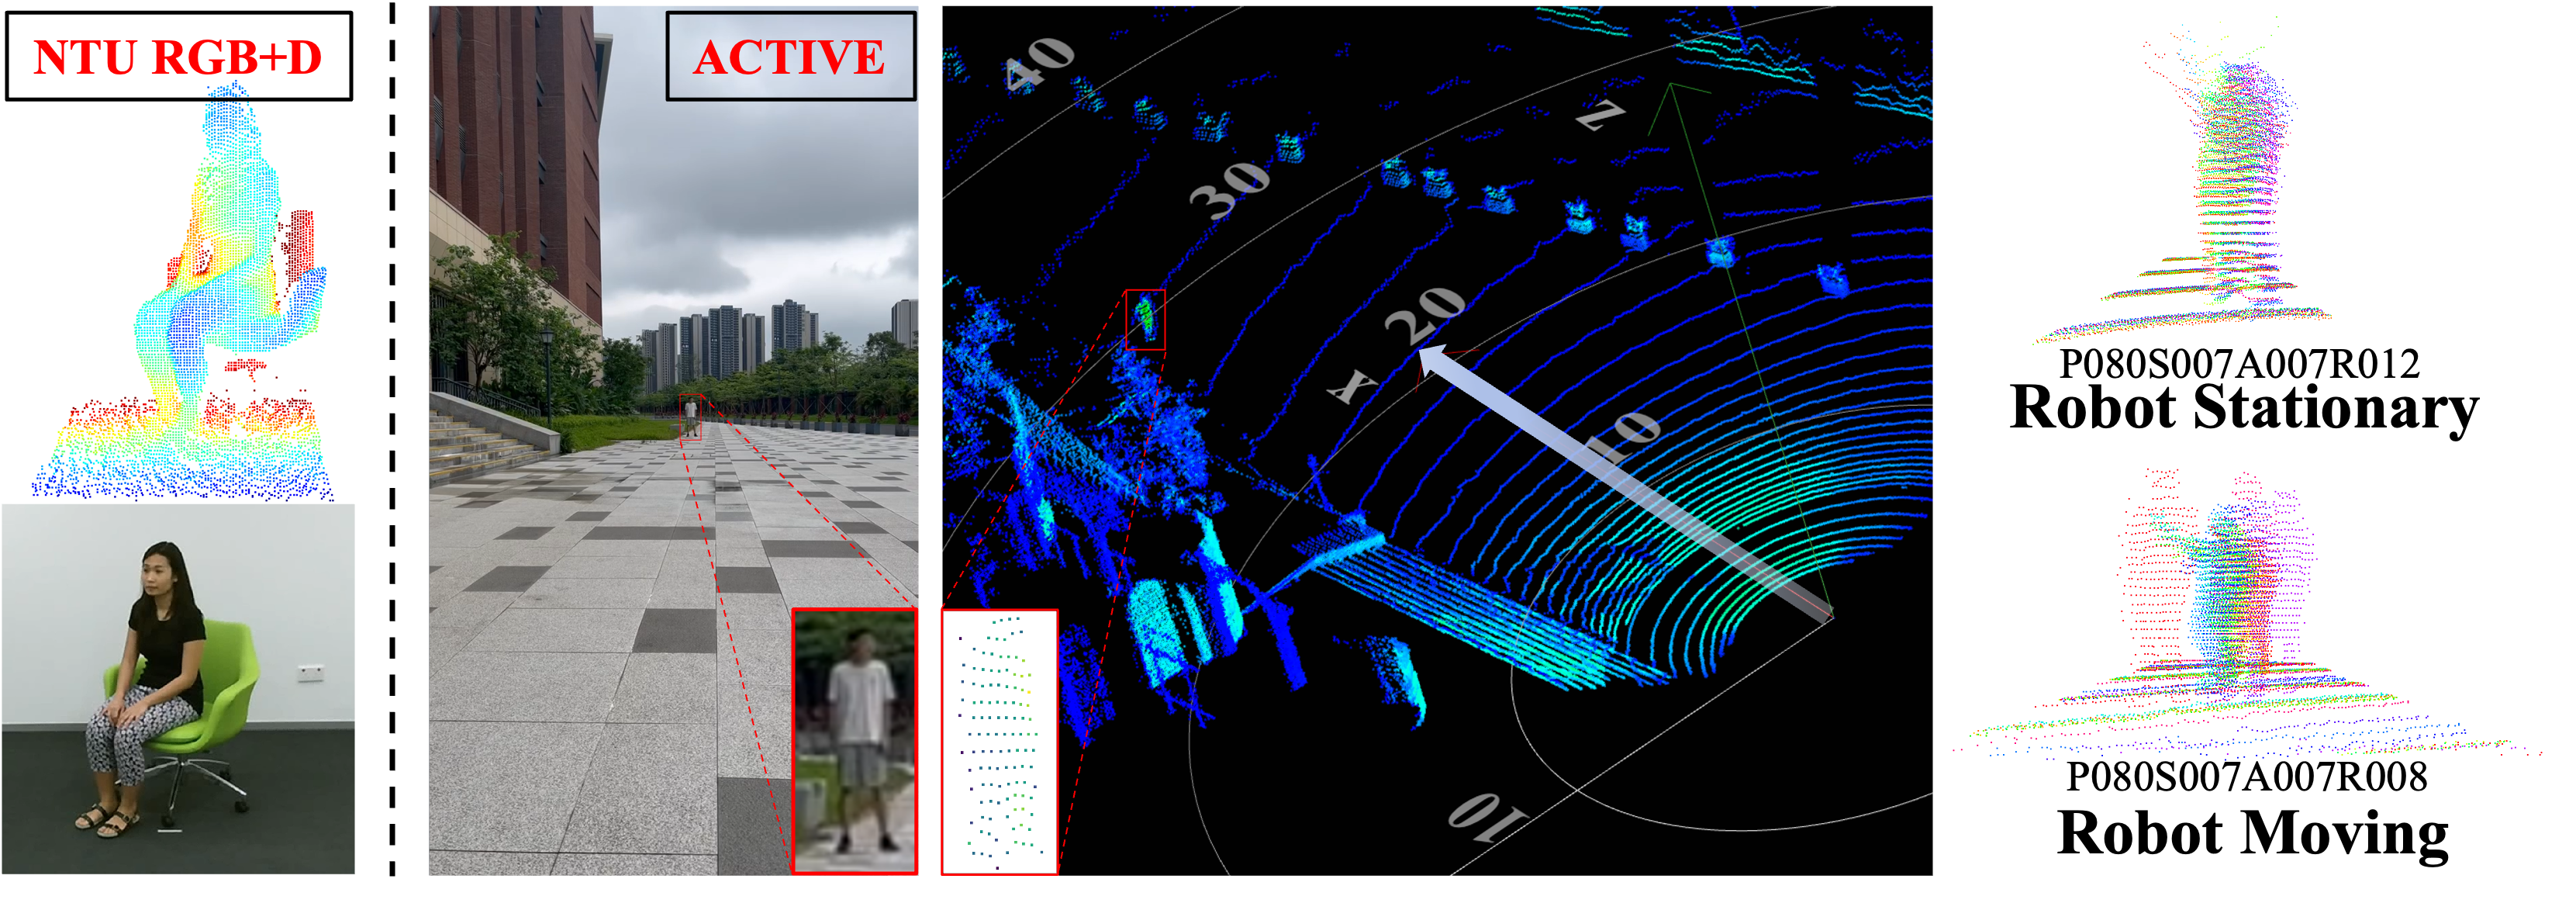 NTU RGB+D
ACTIVE
40
30
Z
20
X
10
10
P080S007A007R012
Robot Stationary
P080S007A007R008
Robot Moving